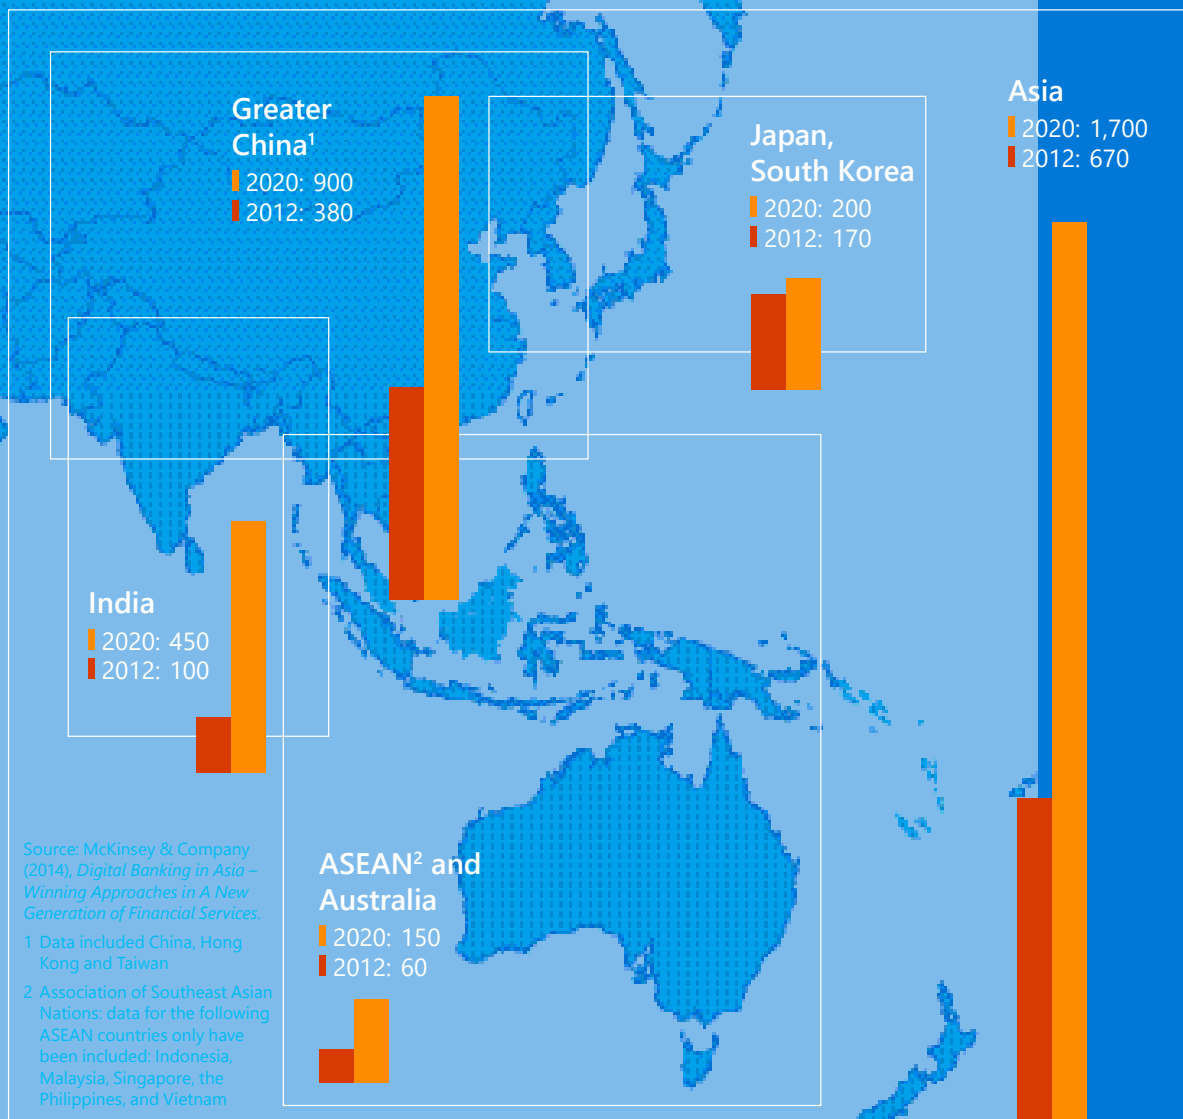 Greater
China¹
2020: 900
2012: 380
Japan,
South Korea
2020: 200
2012: 170
Asia
2020: 1,700
2012: 670
India
2020: 450
2012: 100
ASEAN² and
Australia
2020: 150
2012: 60
Source: McKinsey & Company
(2014), Digital Banking in Asia –
Winning Approaches in A New
Generation of Financial Services.
1 Data included China, Hong
Kong and Taiwan
2 Association of Southeast Asian
Nations: data for the following
ASEAN countries only have
been included: Indonesia,
Malaysia, Singapore, the
Philippines, and Vietnam